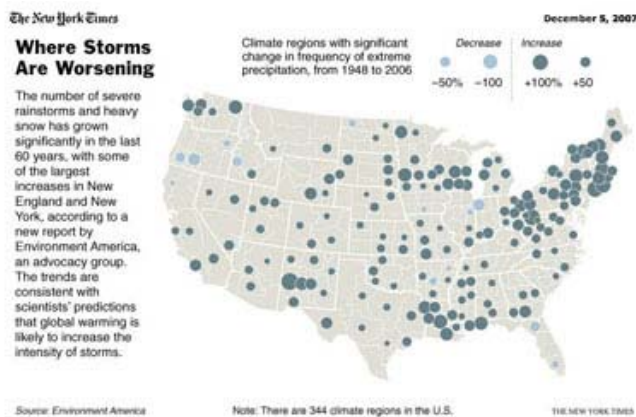 The New York Times
December 5, 2007
Where Storms
Are Worsening
The number of severe
rainstorms and heavy
snow has grown
significantly in the last
60 years, with some
of the largest
increases in New
England and New
York, according to a
new report by
Environment America,
an advocacy group.
The trends are
consistent with
scientists' predictions
that global warming is
likely to increase the
intensity of storms.
Climate regions with significant
change in frequency of extreme
precipitation, from 1948 to 2006
Decrease Increase
−50% −100 +100% +50
Source: Environment America
Note: There are 344 climate regions in the U.S.
THE NEW YORK TIMES